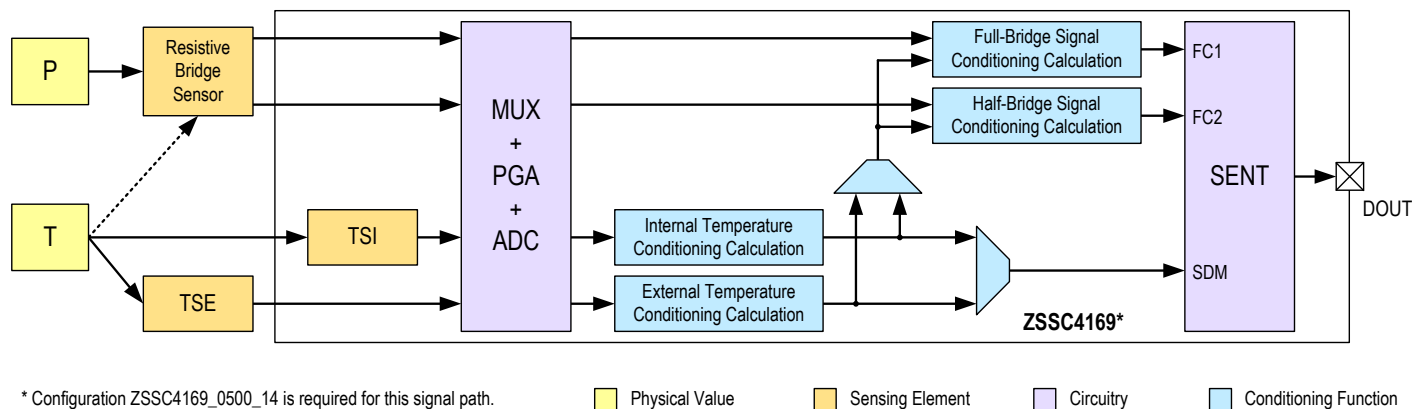 P
Resistive
Bridge
Sensor
T
TSI
TSE
MUX
+
PGA
+
ADC
Full-Bridge Signal
Conditioning Calculation
Half-Bridge Signal
Conditioning Calculation
Internal Temperature
Conditioning Calculation
External Temperature
Conditioning Calculation
FC1
FC2
SENT
SDM
DOUT
ZSSC4169*
* Configuration ZSSC4169_0500_14 is required for this signal path.
Physical Value
Sensing Element
Circuitry
Conditioning Function